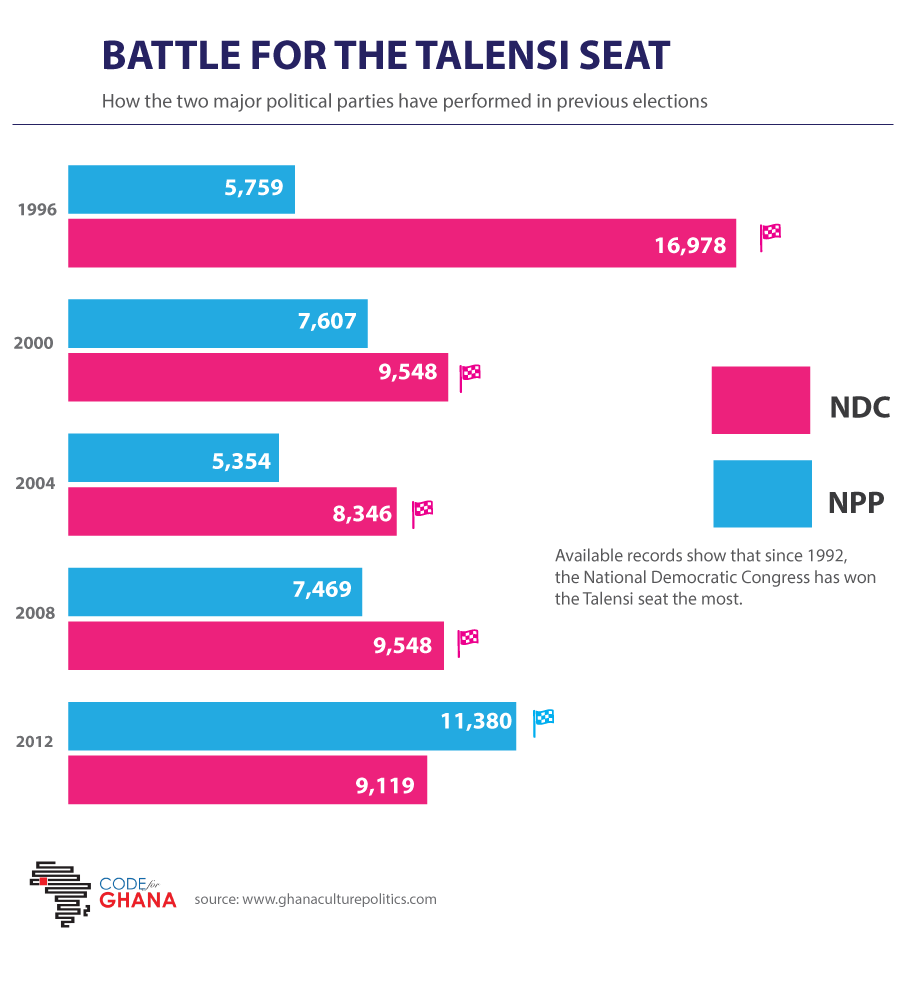 BATTLE FOR THE TALENSI SEAT
How the two major political parties have performed in previous elections
1996
5,759
16,978
2000
7,607
9,548
2004
5,354
8,346
2008
7,469
9,548
2012
11,380
9,119
NDC
NPP
Available records show that since 1992,
the National Democratic Congress has won
the Talensi seat the most.
CODE for
GHANA
source: www.ghanaculturepolitics.com